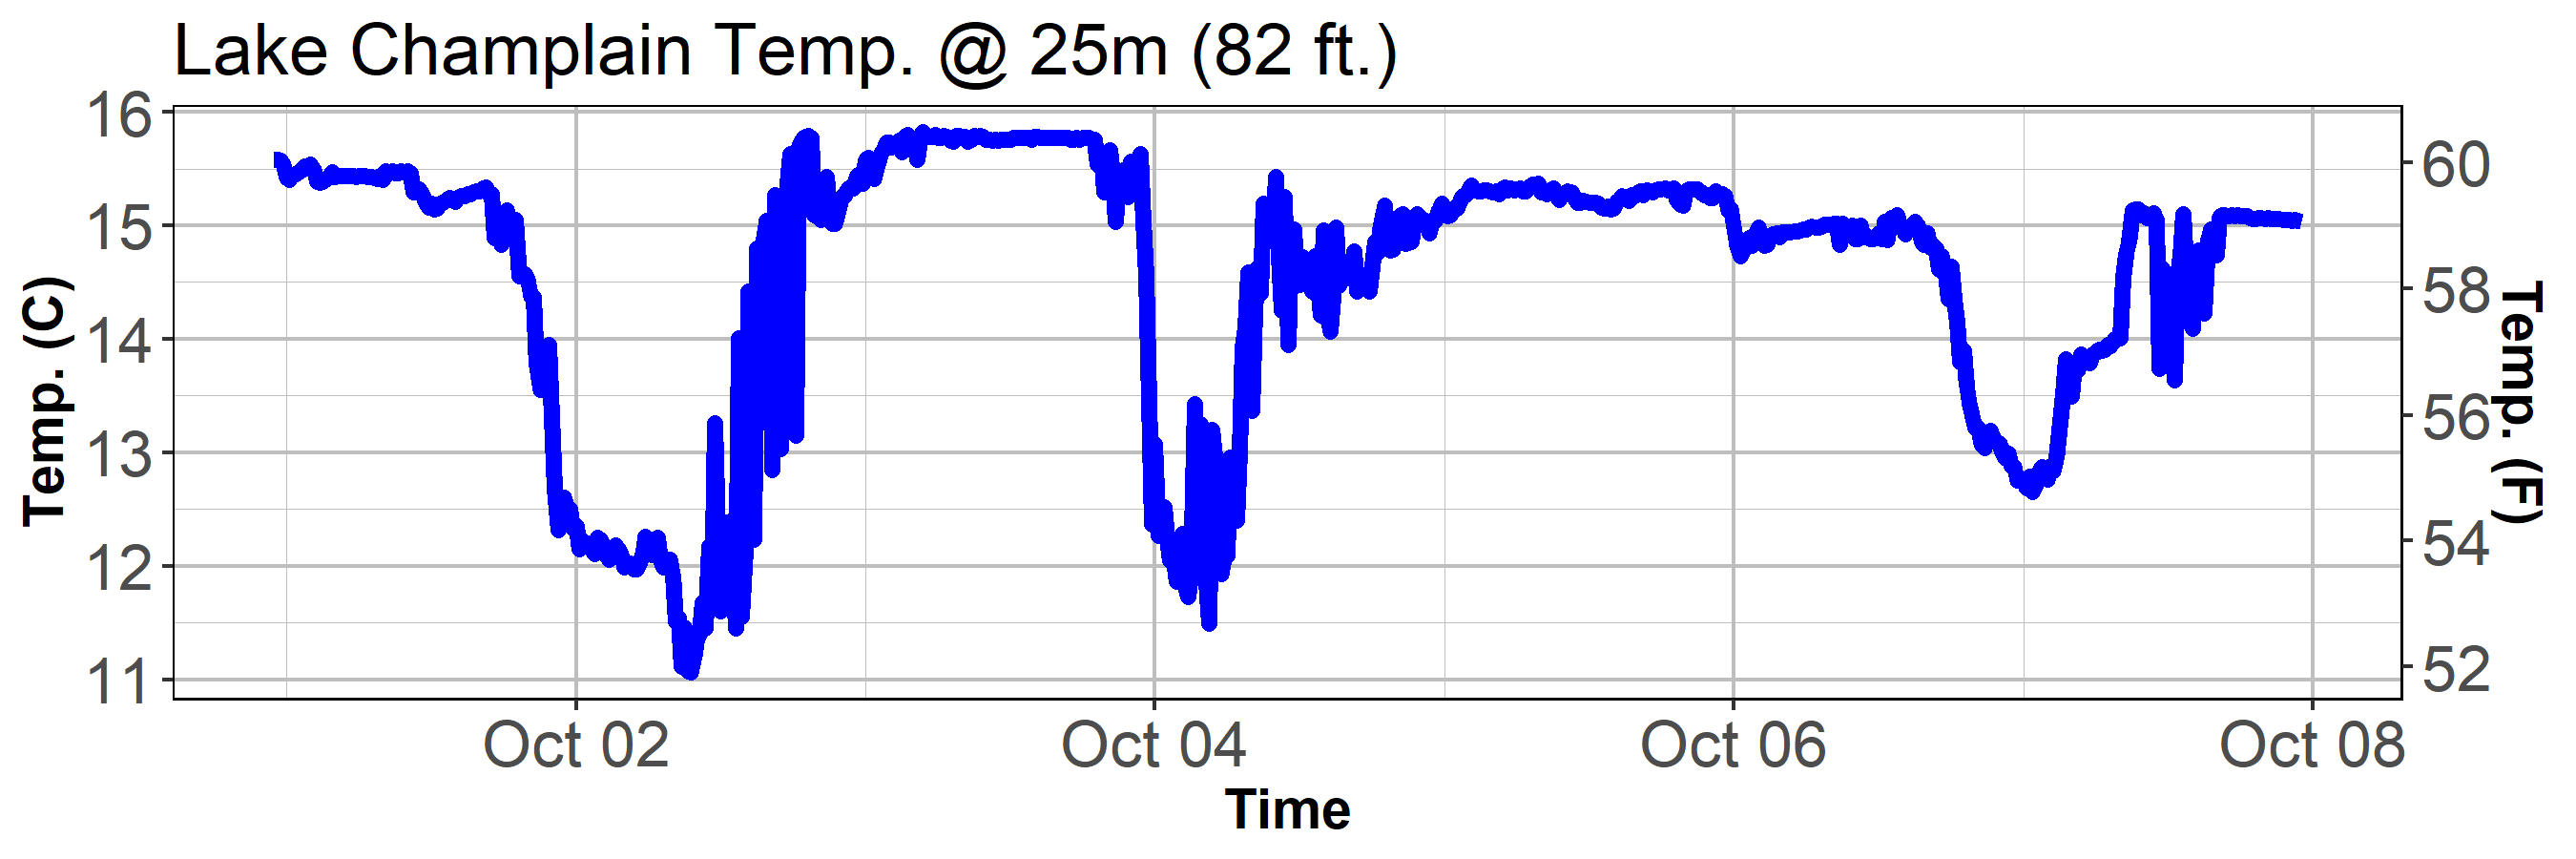 Lake Champlain Temp. @ 25m (82 ft.)
16
15
14
13
12
11
Temp. (C)
60
58
56
54
52
Temp. (F)
Oct 02 Oct 04 Oct 06 Oct 08
Time